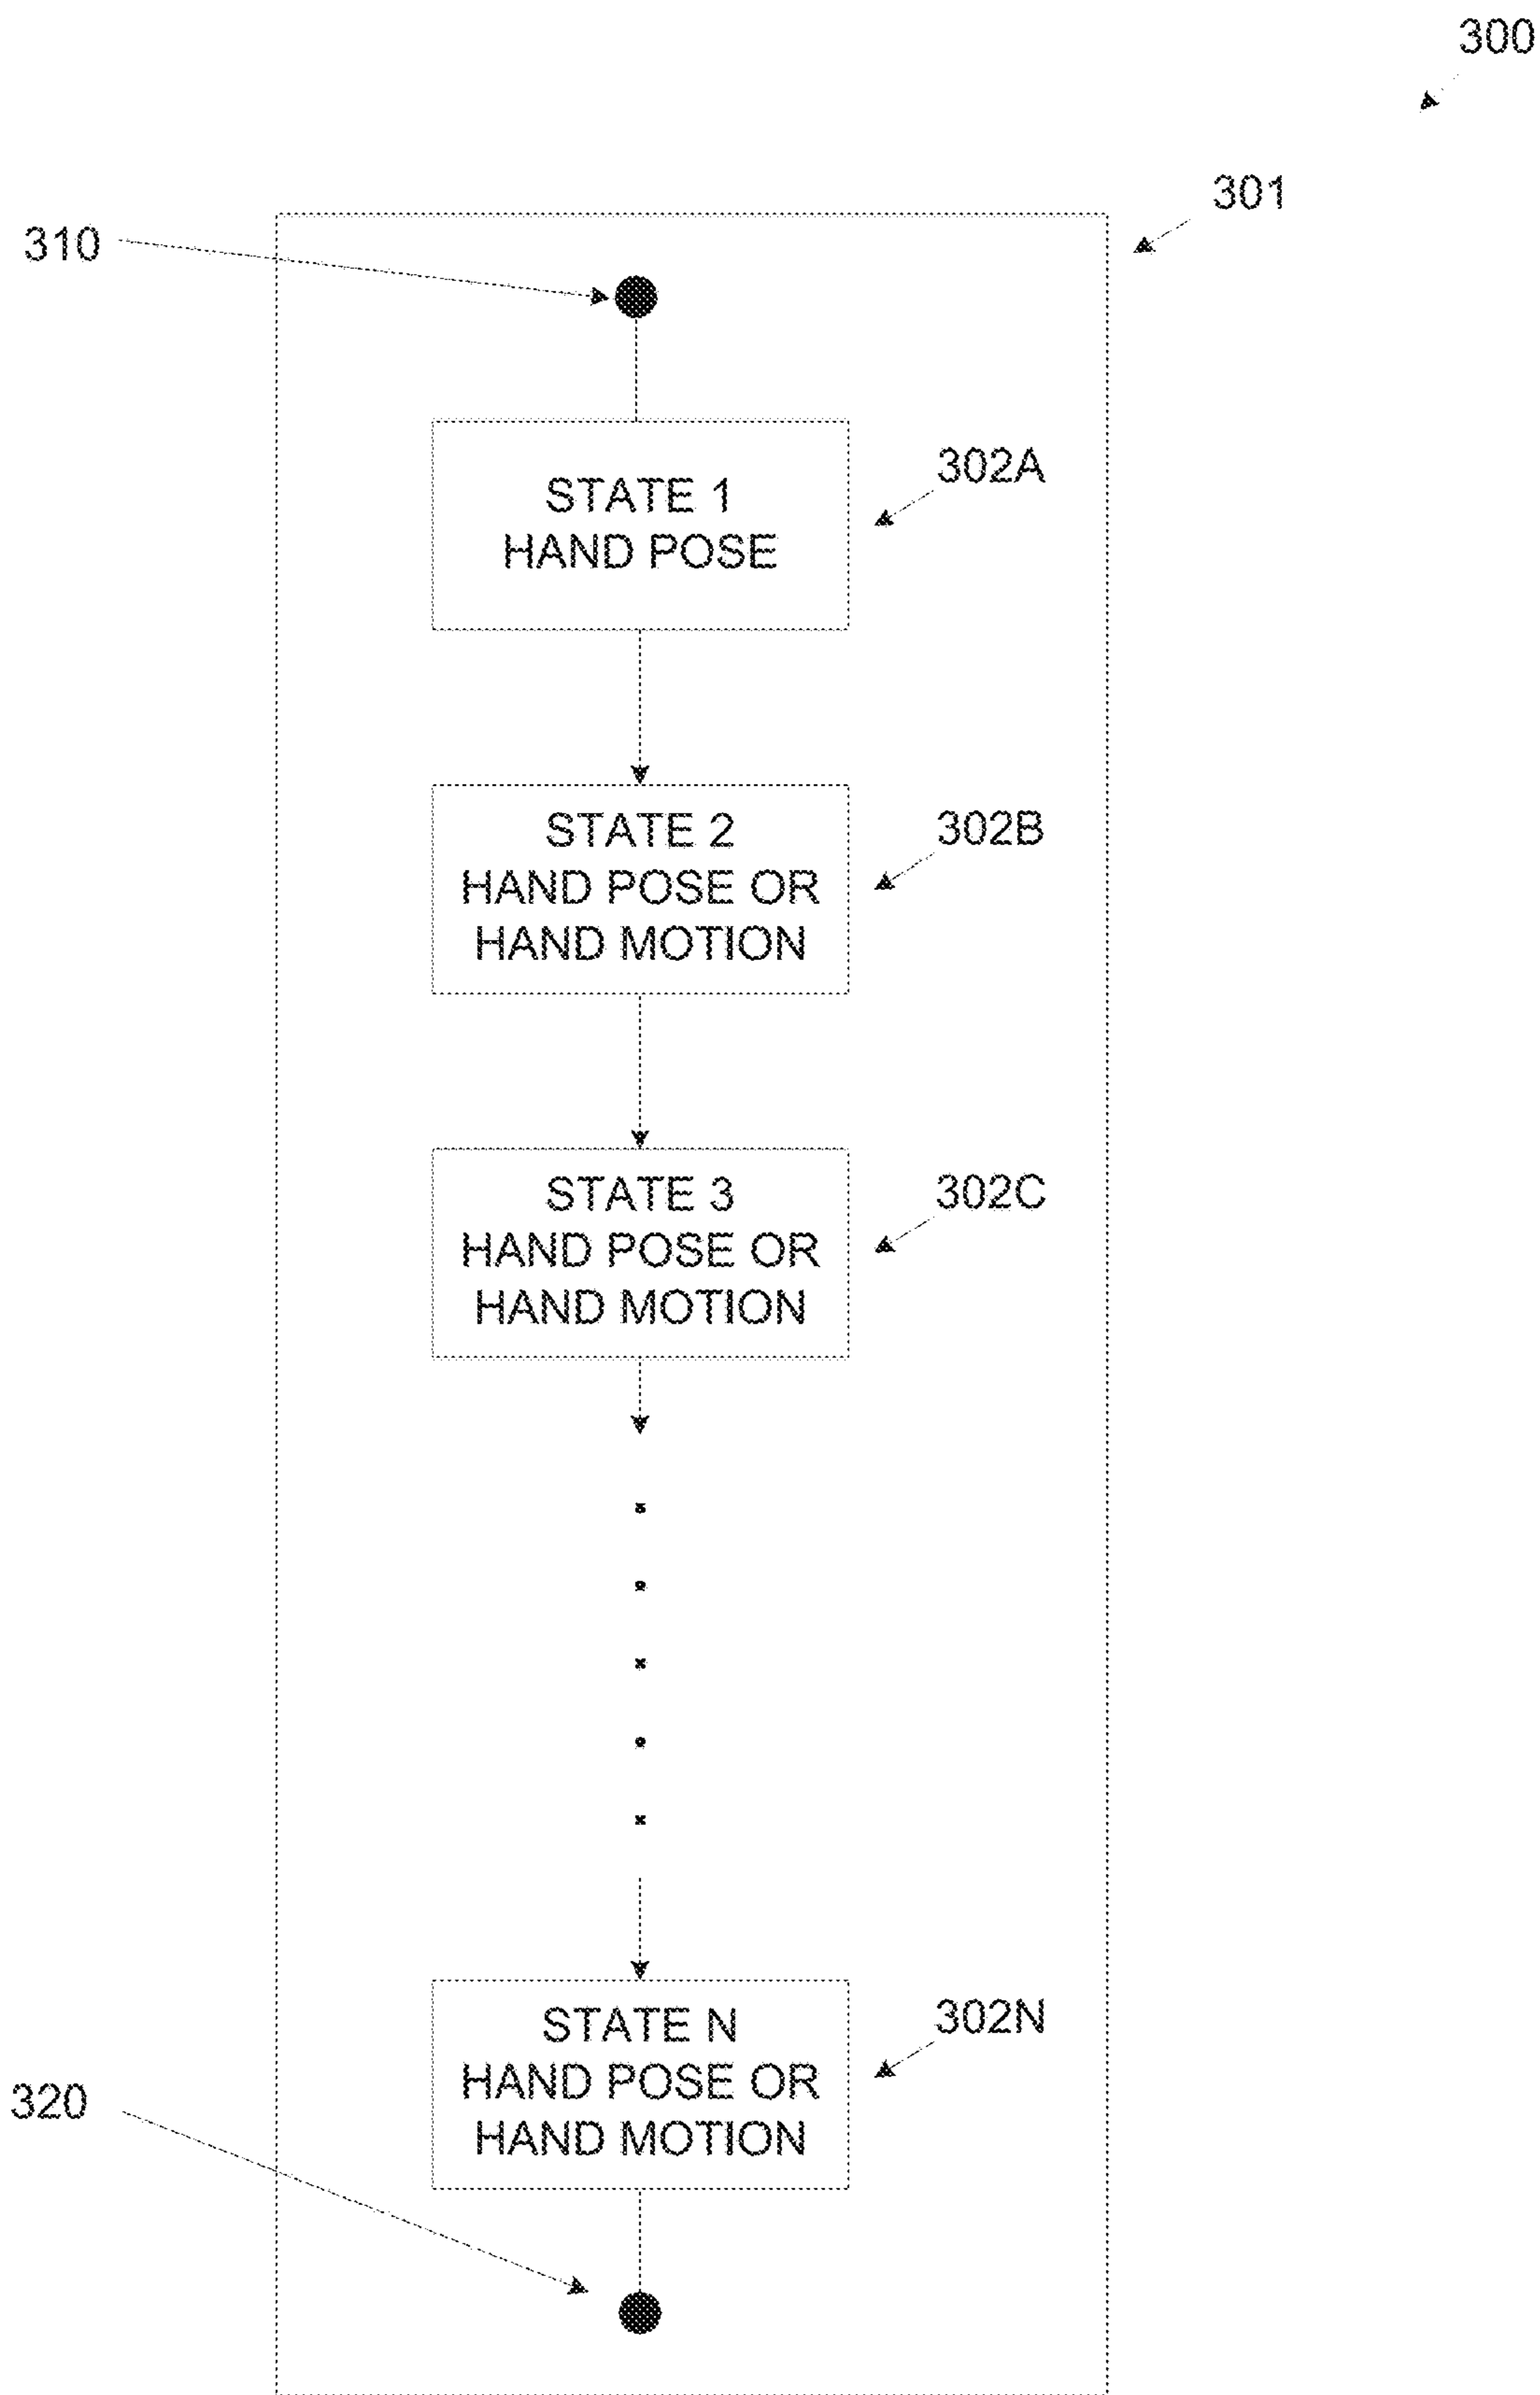 300
301
310
STATE 1
HAND POSE
302A
STATE 2
HAND POSE OR
HAND MOTION
302B
STATE 3
HAND POSE OR
HAND MOTION
302C
STATE N
HAND POSE OR
HAND MOTION
302N
320